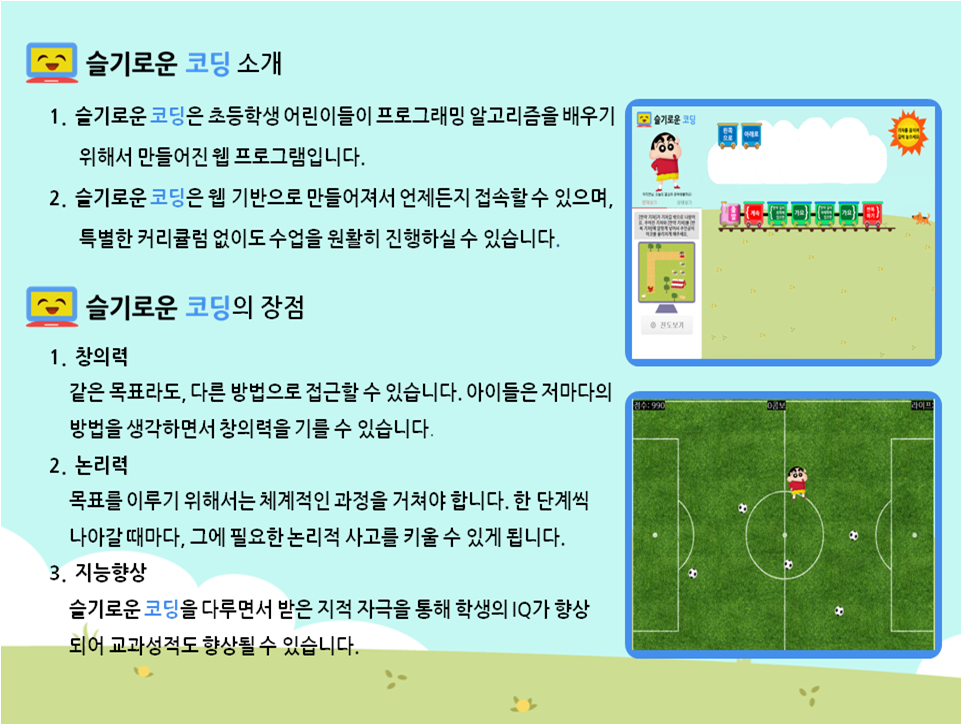 슬기로운 코딩 소개
1. 슬기로운 코딩은 초등학생 어린이들이 프로그래밍 알고리즘을 배우기
위해서 만들어진 웹 프로그램입니다.
2. 슬기로운 코딩은 웹 기반으로 만들어져서 언제든지 접속할 수 있으며,
특별한 커리큘럼 없이도 수업을 원활히 진행하실 수 있습니다.
슬기로운 코딩의 장점
1. 창의력
같은 목표라도, 다른 방법으로 접근할 수 있습니다. 아이들은 저마다의
방법을 생각하면서 창의력을 기를 수 있습니다.
2. 논리력
목표를 이루기 위해서는 체계적인 과정을 거쳐야 합니다. 한 단계씩
나아갈 때마다, 그에 필요한 논리적 사고를 키울 수 있게 됩니다.
3. 지능향상
슬기로운 코딩을 다루면서 받은 지적 자극을 통해 학생의 IQ가 향상
되어 교과성적도 향상될 수 있습니다.
슬기로운 코딩
왼쪽
으로
아래로
계속
가요
가요
힌트보기
점수: 990
0콤보
라이프: